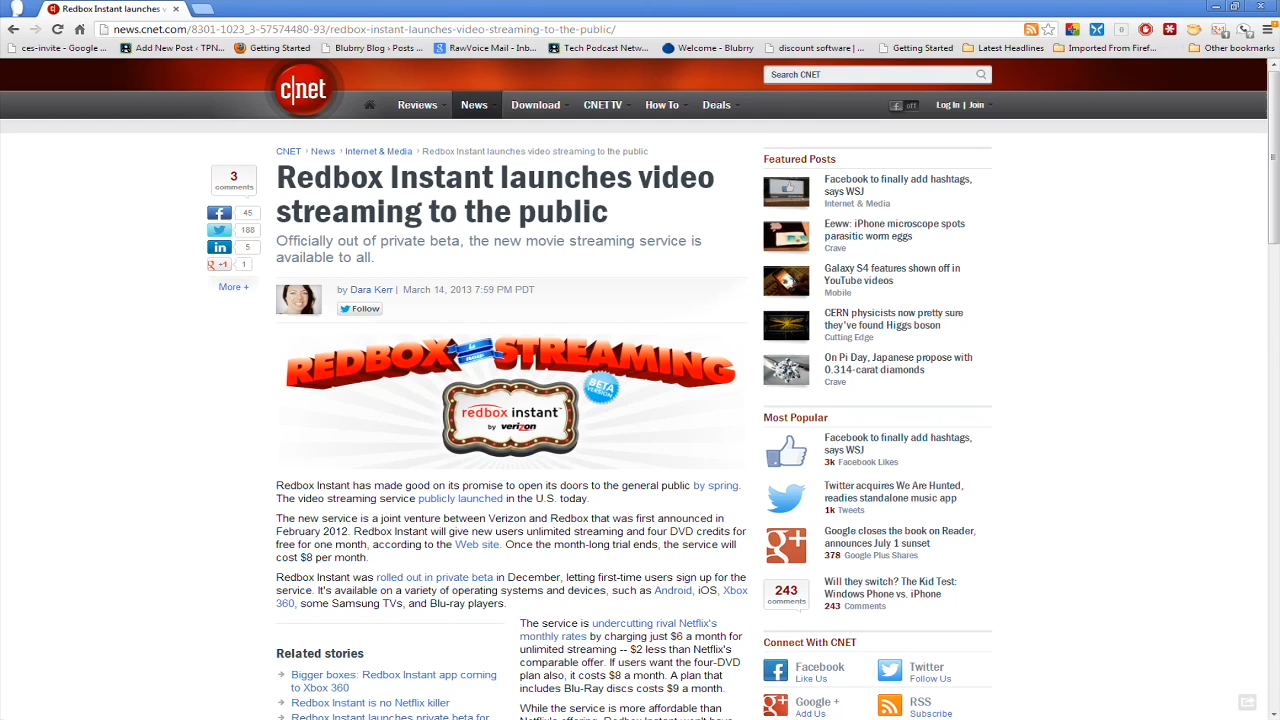 Redbox Instant launches v
news.cnet.com/8301-1023_3-57574480-93/redbox-instant-launches-video-streaming-to-the-public/
ces-invite - Google ...
Add New Post ‹ TPN...
Getting Started
Blubrry Blog › Posts ...
RawVoice Mail - Inb...
Tech Podcast Netw...
Welcome - Blubrry
discount software | ...
Getting Started
Latest Headlines
Imported From Firef...
Other bookmarks
c|net
Search CNET
Reviews
News
Download
CNET TV
How To
Deals
off
Log In | Join
CNET › News › Internet & Media › Redbox Instant launches video streaming to the public
3
comments
45
188
5
+1
1
More +
Redbox Instant launches video
streaming to the public
Officially out of private beta, the new movie streaming service is
available to all.
by Dara Kerr | March 14, 2013 7:59 PM PDT
Follow
REDBOX STREAMING
BETA
VERSION
redbox instant™
by verizon
Redbox Instant has made good on its promise to open its doors to the general public by spring.
The video streaming service publicly launched in the U.S. today.
The new service is a joint venture between Verizon and Redbox that was first announced in
February 2012. Redbox Instant will give new users unlimited streaming and four DVD credits for
free for one month, according to the Web site. Once the month-long trial ends, the service will
cost $8 per month.
Redbox Instant was rolled out in private beta in December, letting first-time users sign up for the
service. It's available on a variety of operating systems and devices, such as Android, iOS, Xbox
360, some Samsung TVs, and Blu-ray players.
The service is undercutting rival Netflix's
monthly rates by charging just $6 a month for
unlimited streaming -- $2 less than Netflix's
comparable offer. If users want the four-DVD
plan also, it costs $8 a month. A plan that
includes Blu-Ray discs costs $9 a month.
While the service is more affordable than
Netflix's offering, Redbox Instant won't have
Related stories
Bigger boxes: Redbox Instant app coming
to Xbox 360
Redbox Instant is no Netflix killer
Redbox Instant launches private beta for
Featured Posts
Facebook to finally add hashtags,
says WSJ
Internet & Media
Eeww: iPhone microscope spots
parasitic worm eggs
Crave
Galaxy S4 features shown off in
YouTube videos
Mobile
CERN physicists now pretty sure
they've found Higgs boson
Cutting Edge
On Pi Day, Japanese propose with
0.314-carat diamonds
Crave
Most Popular
Facebook to finally add hashtags,
says WSJ
3k Facebook Likes
Twitter acquires We Are Hunted,
readies standalone music app
1k Tweets
Google closes the book on Reader,
announces July 1 sunset
378 Google Plus Shares
243
comments
Will they switch? The Kid Test:
Windows Phone vs. iPhone
243 Comments
Connect With CNET
Facebook
Like Us
Twitter
Follow Us
Google +
Add Us
RSS
Subscribe